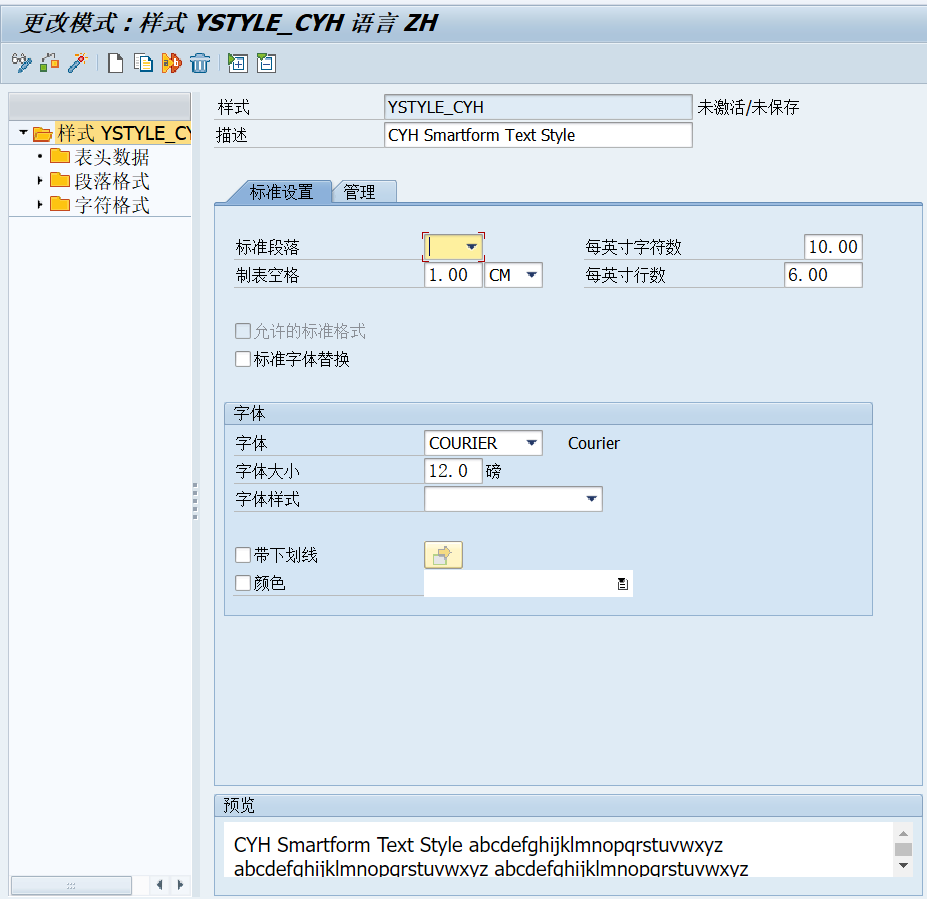 更改模式：样式 YSTYLE_CYH 语言 ZH
样式 YSTYLE_CY
表头数据
段落格式
字符格式
样式 YSTYLE_CYH 未激活/未保存
描述 CYH Smartform Text Style
标准设置 管理
标准段落 每英寸字符数 10.00
制表空格 1.00 CM 每英寸行数 6.00
允许的标准格式
标准字体替换
字体
字体 COURIER Courier
字体大小 12.0 磅
字体样式
带下划线
颜色
预览
CYH Smartform Text Style abcdefghijklmnopqrstuvwxyz
abcdefghijklmnopqrstuvwxyz abcdefghijklmnopqrstuvwxyz